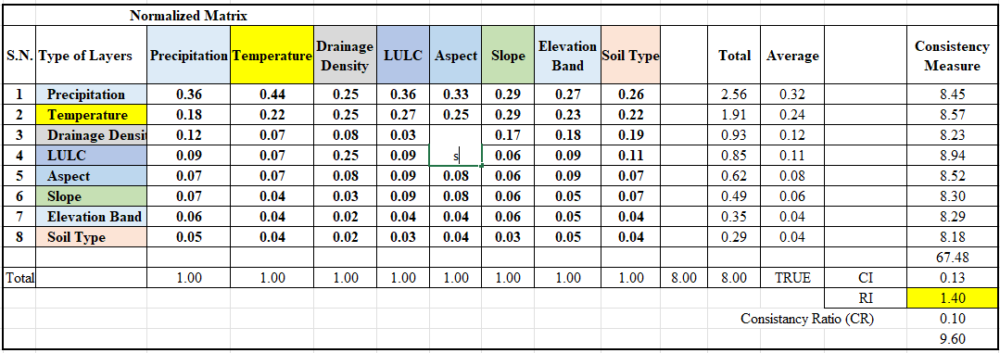 Normalized Matrix
S.N. Type of Layers Precipitation Temperature Drainage Density LULC Aspect Slope Elevation Band Soil Type Total Average Consistency Measure
1 Precipitation 0.36 0.44 0.25 0.36 0.33 0.29 0.27 0.26 2.56 0.32 8.45
2 Temperature 0.18 0.22 0.25 0.27 0.25 0.29 0.23 0.22 1.91 0.24 8.57
3 Drainage Densit 0.12 0.07 0.08 0.03 0.17 0.18 0.19 0.93 0.12 8.23
4 LULC 0.09 0.07 0.25 0.09 s 0.06 0.09 0.11 0.85 0.11 8.94
5 Aspect 0.07 0.07 0.08 0.09 0.08 0.06 0.09 0.07 0.62 0.08 8.52
6 Slope 0.07 0.04 0.03 0.09 0.08 0.06 0.05 0.07 0.49 0.06 8.30
7 Elevation Band 0.06 0.04 0.02 0.04 0.04 0.06 0.05 0.04 0.35 0.04 8.29
8 Soil Type 0.05 0.04 0.02 0.03 0.04 0.03 0.05 0.04 0.29 0.04 8.18
67.48
Total 1.00 1.00 1.00 1.00 1.00 1.00 1.00 1.00 8.00 8.00 TRUE CI 0.13
RI 1.40
Consistancy Ratio (CR) 0.10
9.60